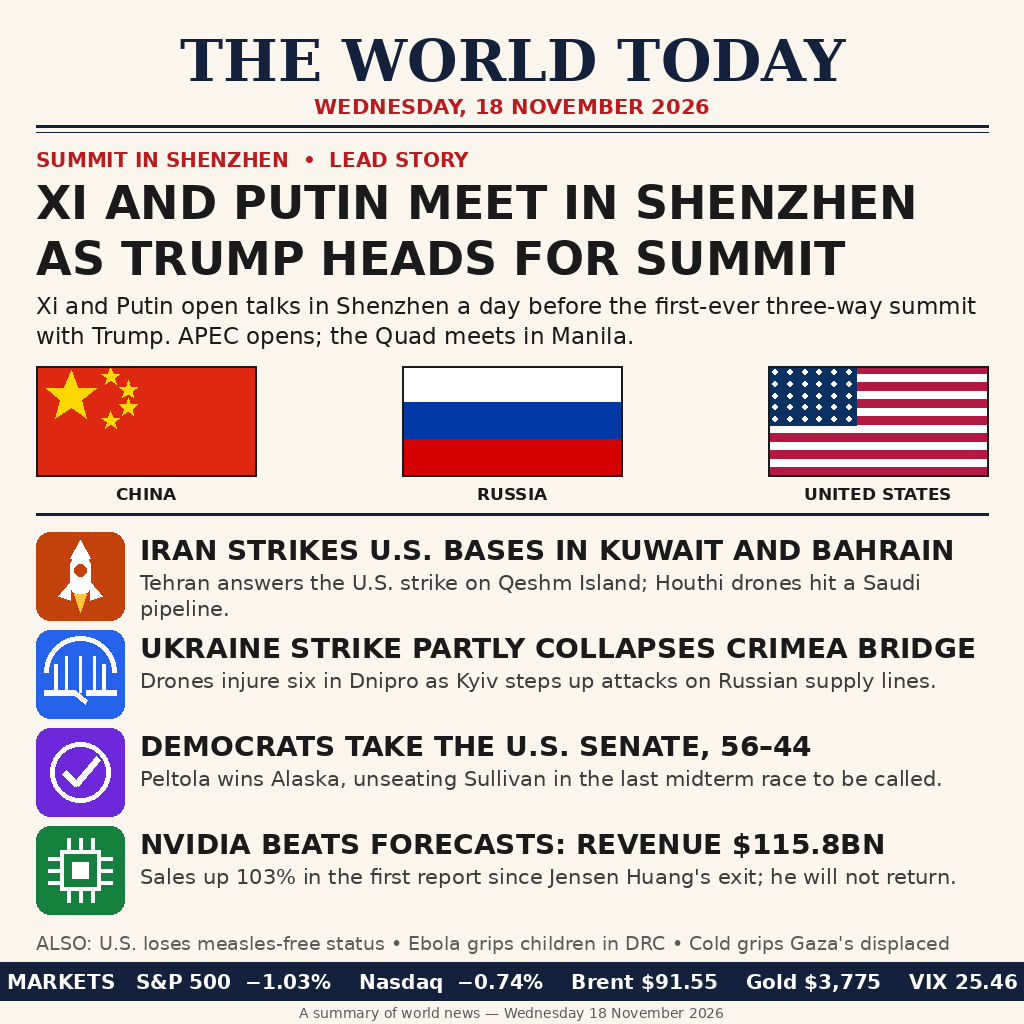 THE WORLD TODAY
WEDNESDAY, 18 NOVEMBER 2026
SUMMIT IN SHENZHEN • LEAD STORY
XI AND PUTIN MEET IN SHENZHEN
AS TRUMP HEADS FOR SUMMIT
Xi and Putin open talks in Shenzhen a day before the first-ever three-way summit
with Trump. APEC opens; the Quad meets in Manila.
CHINA
RUSSIA
UNITED STATES
IRAN STRIKES U.S. BASES IN KUWAIT AND BAHRAIN
Tehran answers the U.S. strike on Qeshm Island; Houthi drones hit a Saudi
pipeline.
UKRAINE STRIKE PARTLY COLLAPSES CRIMEA BRIDGE
Drones injure six in Dnipro as Kyiv steps up attacks on Russian supply lines.
DEMOCRATS TAKE THE U.S. SENATE, 56–44
Peltola wins Alaska, unseating Sullivan in the last midterm race to be called.
NVIDIA BEATS FORECASTS: REVENUE $115.8BN
Sales up 103% in the first report since Jensen Huang's exit; he will not return.
ALSO: U.S. loses measles-free status • Ebola grips children in DRC • Cold grips Gaza's displaced
MARKETS S&P 500 −1.03% Nasdaq −0.74% Brent $91.55 Gold $3,775 VIX 25.46
A summary of world news — Wednesday 18 November 2026